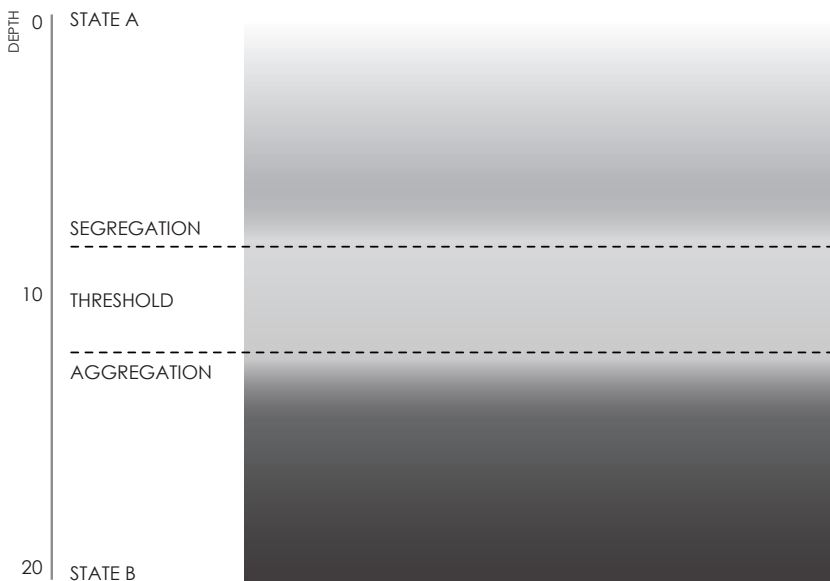 DEPTH
0 STATE A
SEGREGATION
10 THRESHOLD
AGGREGATION
20 STATE B